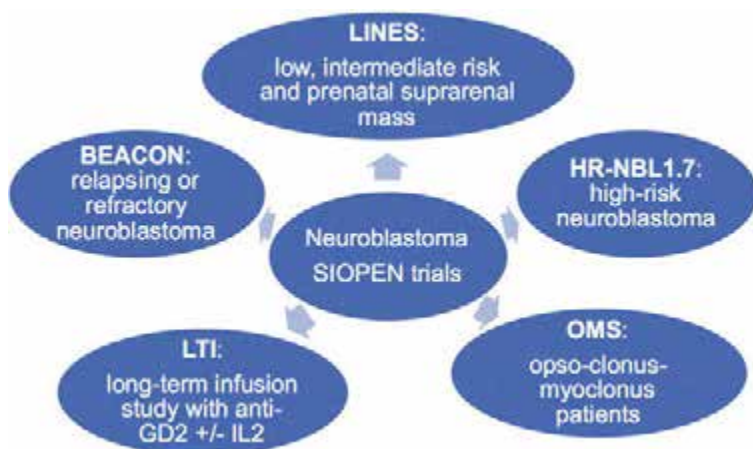 LINES:
low, intermediate risk
and prenatal suprarenal
mass
BEACON:
relapsing or
refractory
neuroblastoma
HR-NBL1.7:
high-risk
neuroblastoma
Neuroblastoma
SIOPEN trials
LTI:
long-term infusion
study with anti-
GD2 +/- IL2
OMS:
opso-clonus-
myoclonus
patients